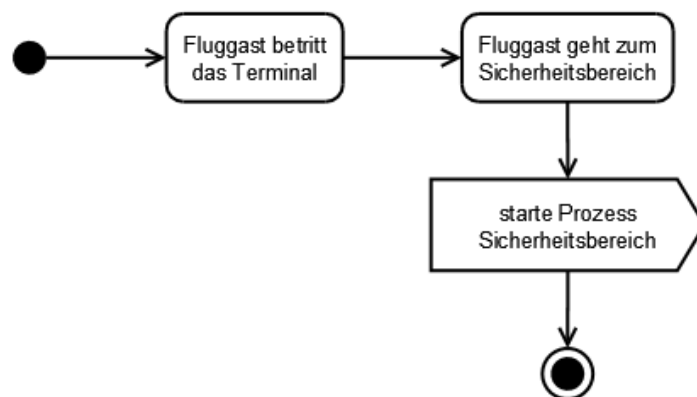 Fluggast betritt
das Terminal
Fluggast geht zum
Sicherheitsbereich
starte Prozess
Sicherheitsbereich